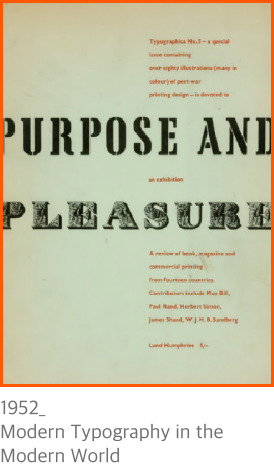 Typographica No.2 – a special
issue containing
over eighty illustrations (many in
colour) of post-war
printing design – is devoted to
PURPOSE AND
an exhibition
PLEASURE
A review of book, magazine and
commercial printing
from fourteen countries.
Contributors include Max Bill,
Paul Rand, Herbert Simon,
James Shand, W. J. H. B. Sandberg
Lund Humphries 5/-
1952_
Modern Typography in the
Modern World